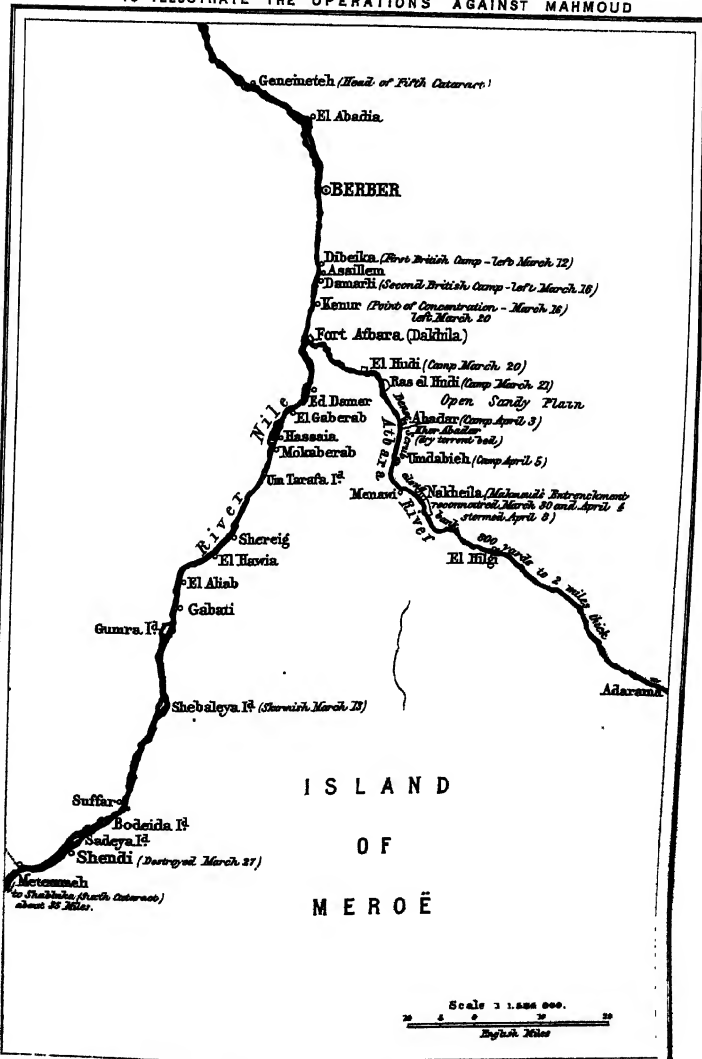 TO ILLUSTRATE THE OPERATIONS AGAINST MAHMOUD
Geneineteh (Head of Fifth Cataract)
El Abadia
BERBER
Dibeika (First British Camp - left March 12)
Assillem
Damarli (Second British Camp - left March 16)
Kenur (Point of Concentration - March 16)
left March 20
Fort Atbara (Dakhila)
El Hudi (Camp March 20)
Ras el Hudi (Camp March 21)
Open Sandy Plain
Ed Damer
El Gaberab
Abadar (Camp April 3)
Khor Abadar
(dry torrent bed)
Hassaia
Mokaberab
Umdabieh (Camp April 5)
Um Tarafa Id.
Menawi
Nakheila (Mahmud's Entrenchment
reconnoitred March 30 and April 4
stormed April 8)
River Nile
Atbara River
Shereig
El Hawia
El Hilgi
800 yards to 2 miles thick
El Aliab
Gabati
Gumra Id.
Adarama
Shebaleya Id. (Skirmish March 13)
Suffar
Bodeida Id.
Sadeya Id.
Shendi (Destroyed March 27)
Metemmeh
to Shabluka (Sixth Cataract)
about 35 Miles.
ISLAND
OF
MEROË
Scale
English Miles